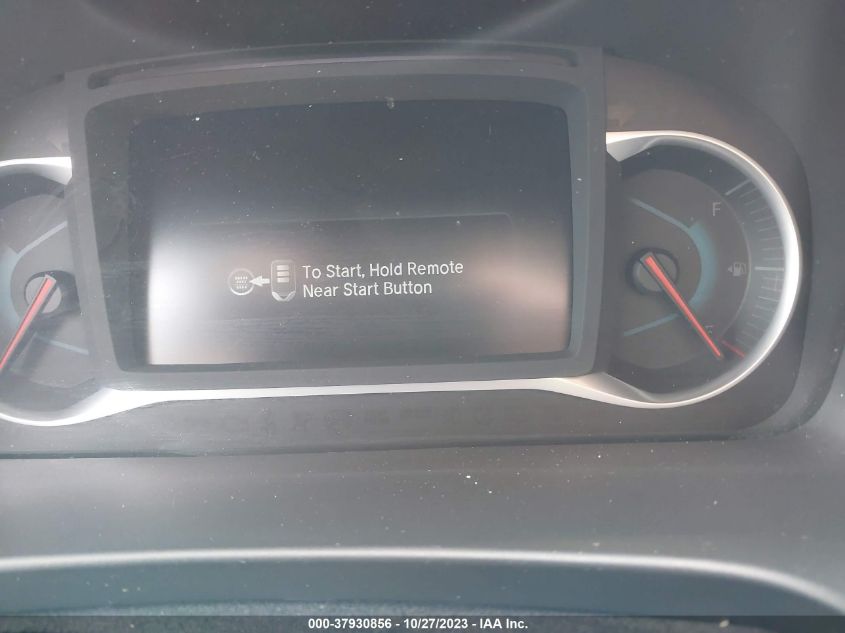 To Start, Hold Remote
Near Start Button
F
000-37930856 - 10/27/2023 - IAA Inc.